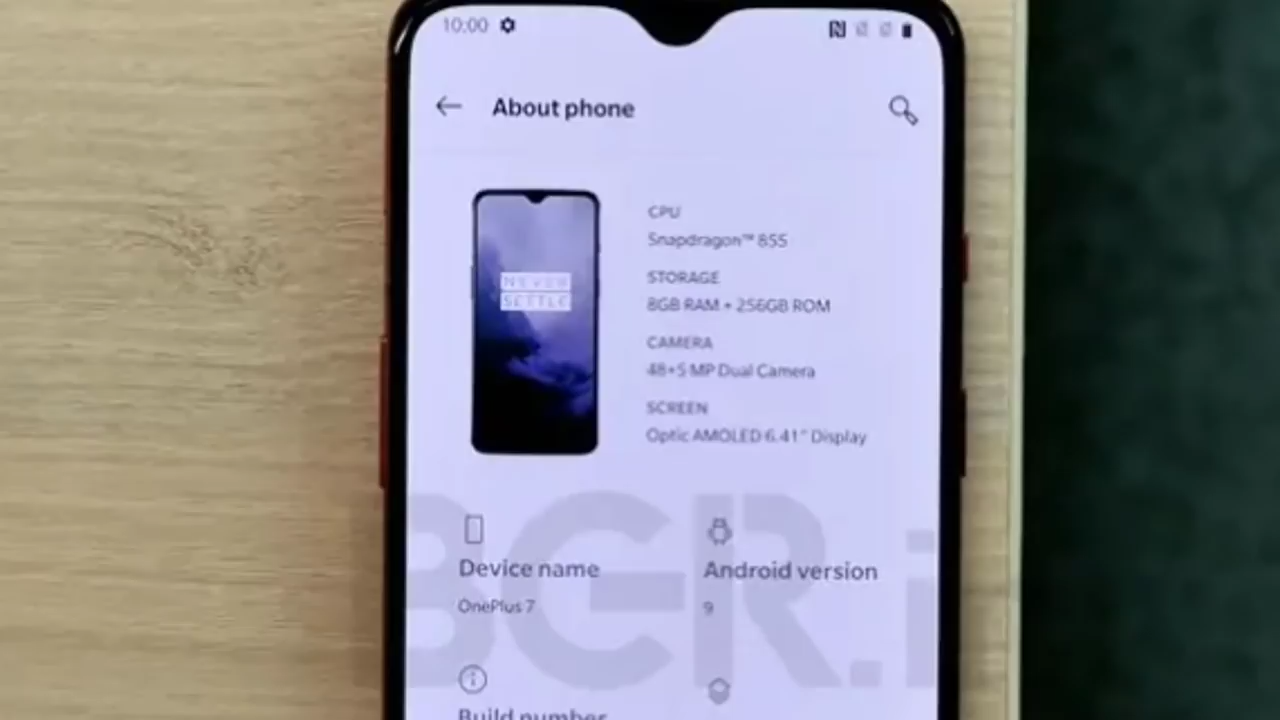 10:00
About phone
CPU
Snapdragon™ 855
STORAGE
8GB RAM + 256GB ROM
CAMERA
48+5 MP Dual Camera
SCREEN
Optic AMOLED 6.41" Display
NEVER
SETTLE
BGR.i
Device name
OnePlus 7
Android version
9
Build number